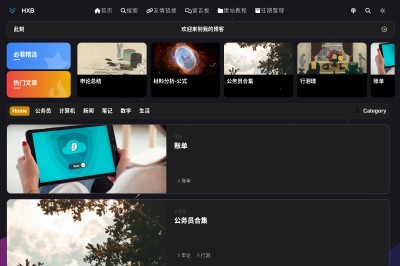 HXB
首页 搜索 友情链接 留言板 建站教程 往期整理
此刻 欢迎来到我的博客
必看精选
热门文章
申论总结 材料分析-公式 公务员合集 行测理 账单
Home 公务员 计算机 新闻 笔记 数字 生活 Category
账单
# 账单
公务员合集
# 申论 # 行测